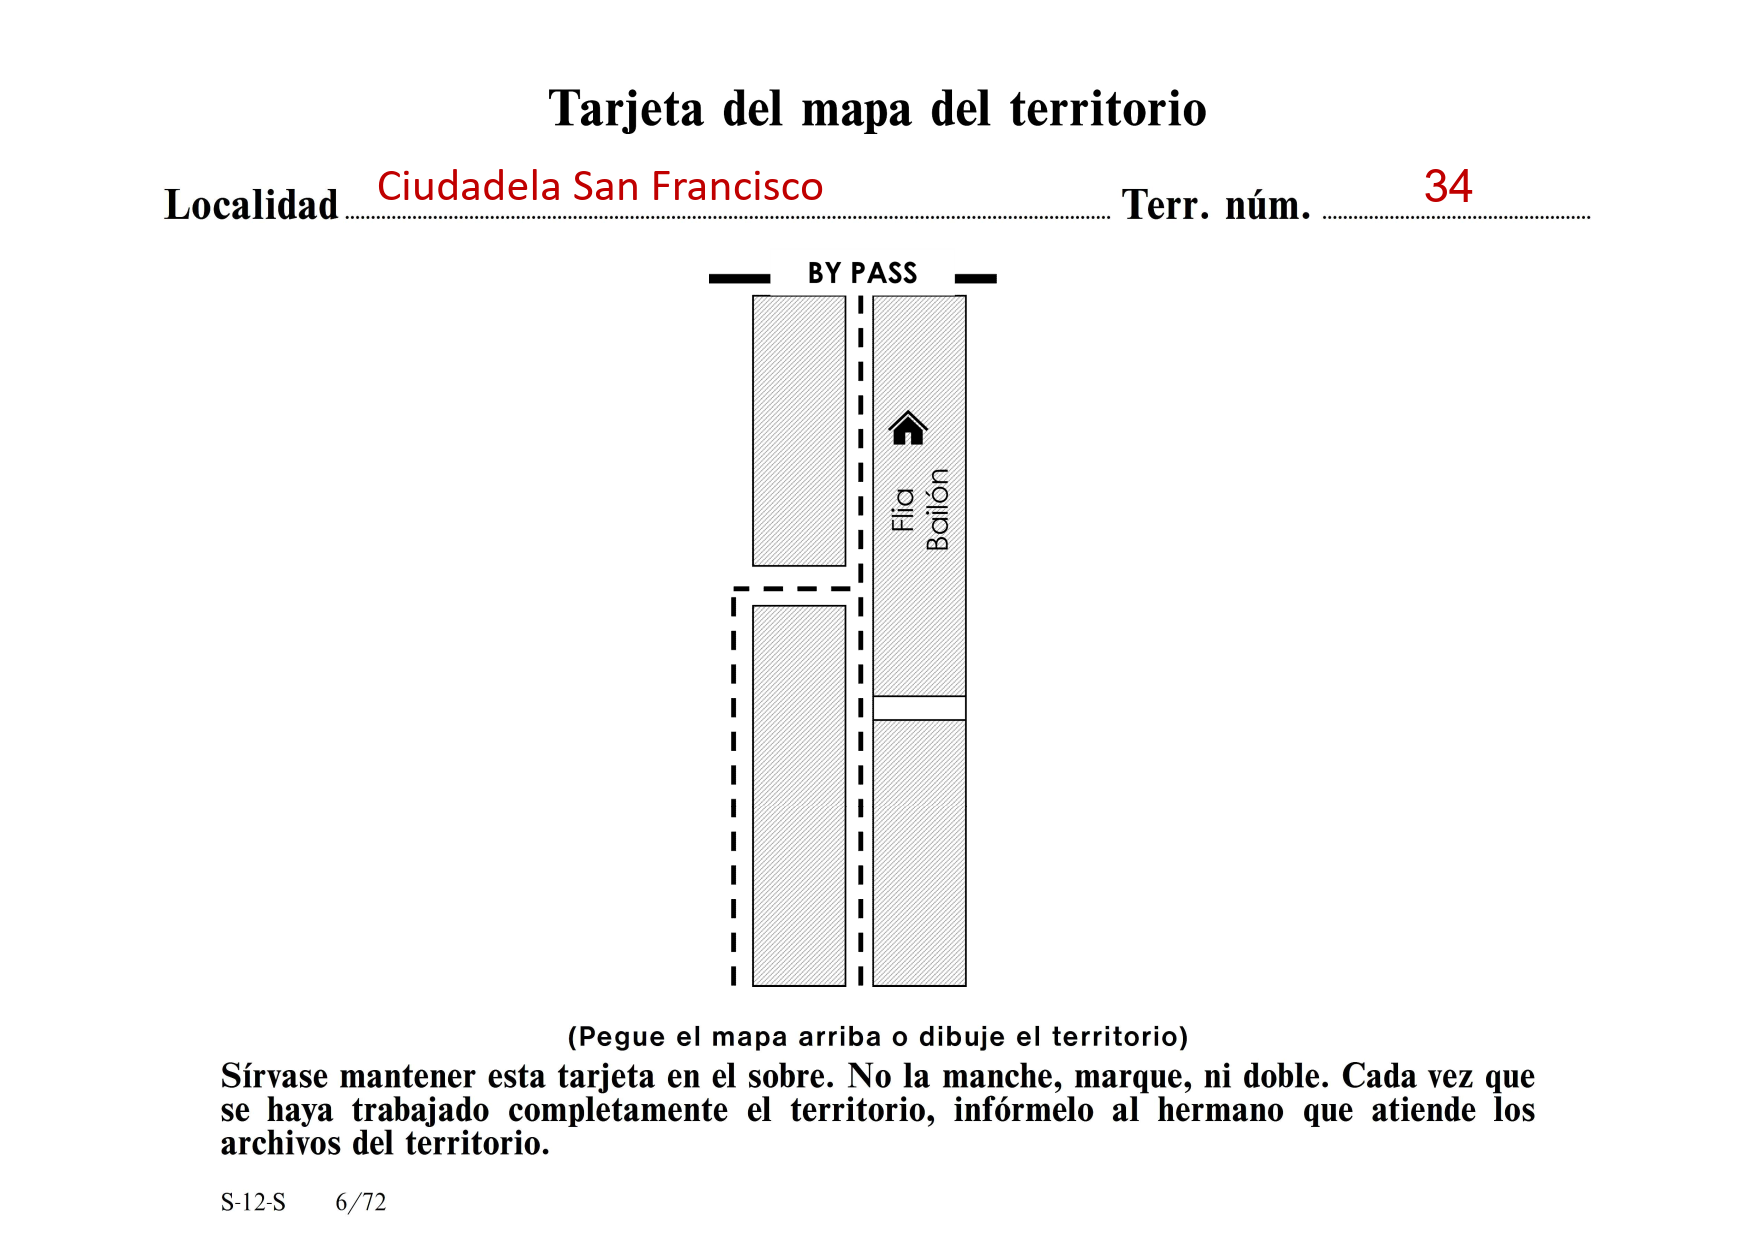 Tarjeta del mapa del territorio
Localidad Ciudadela San Francisco Terr. núm. 34
BY PASS
Flia
Bailón
(Pegue el mapa arriba o dibuje el territorio)
Sírvase mantener esta tarjeta en el sobre. No la manche, marque, ni doble. Cada vez que
se haya trabajado completamente el territorio, infórmelo al hermano que atiende los
archivos del territorio.
S-12-S 6/72